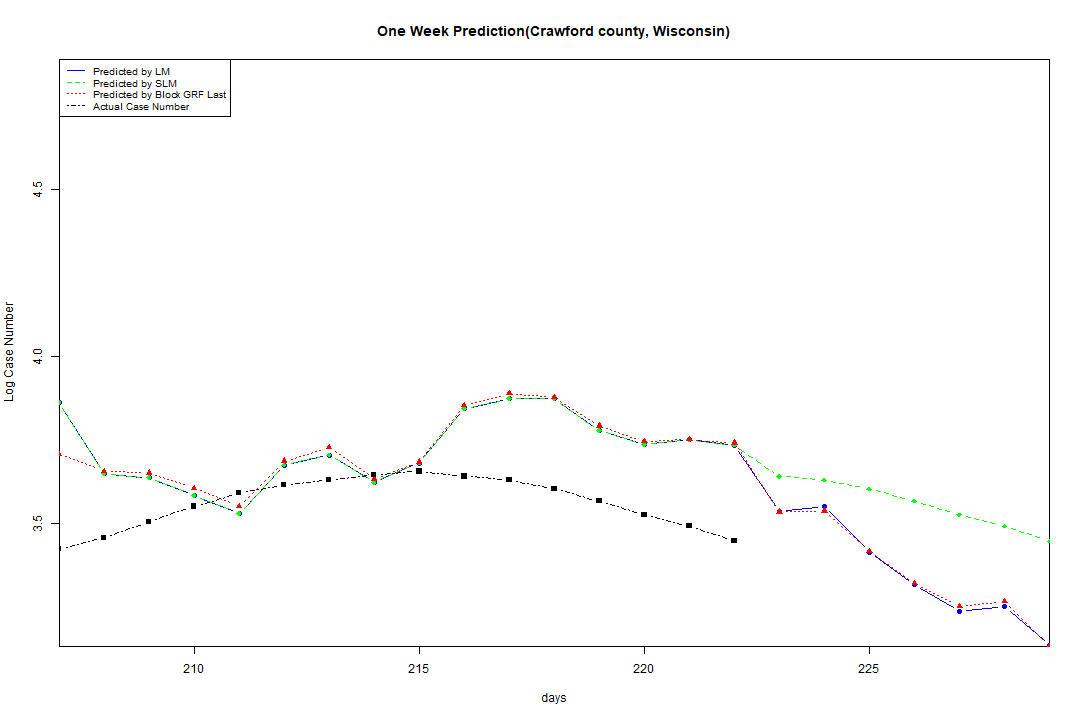 One Week Prediction(Crawford county, Wisconsin)
Predicted by LM
Predicted by SLM
Predicted by Block GRF Last
Actual Case Number
4.5
4.0
3.5
Log Case Number
210
215
220
225
days